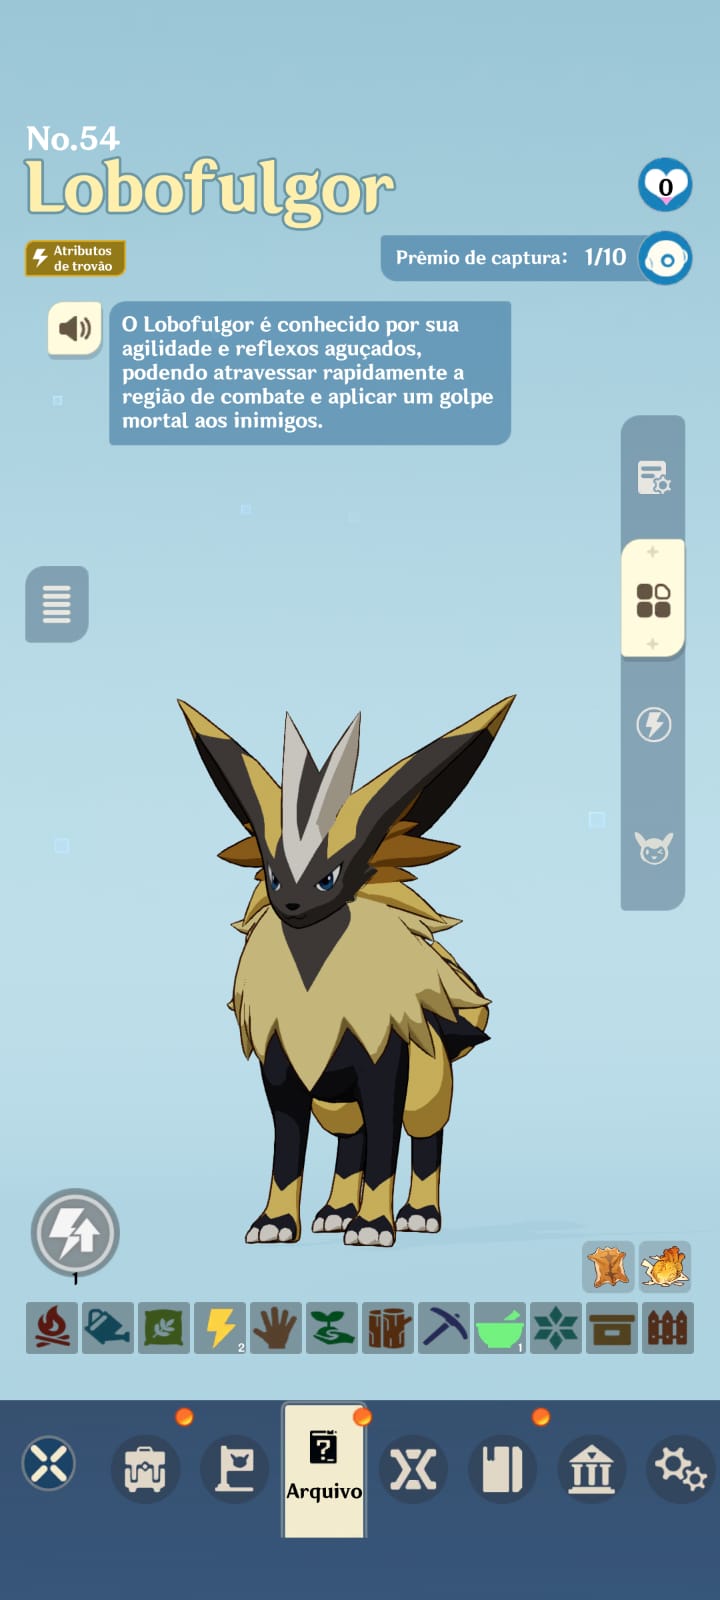 No.54
Lobofulgor
0
Atributos
de trovão
Prêmio de captura: 1/10
O Lobofulgor é conhecido por sua
agilidade e reflexos aguçados,
podendo atravessar rapidamente a
região de combate e aplicar um golpe
mortal aos inimigos.
1
2
1
?
Arquivo